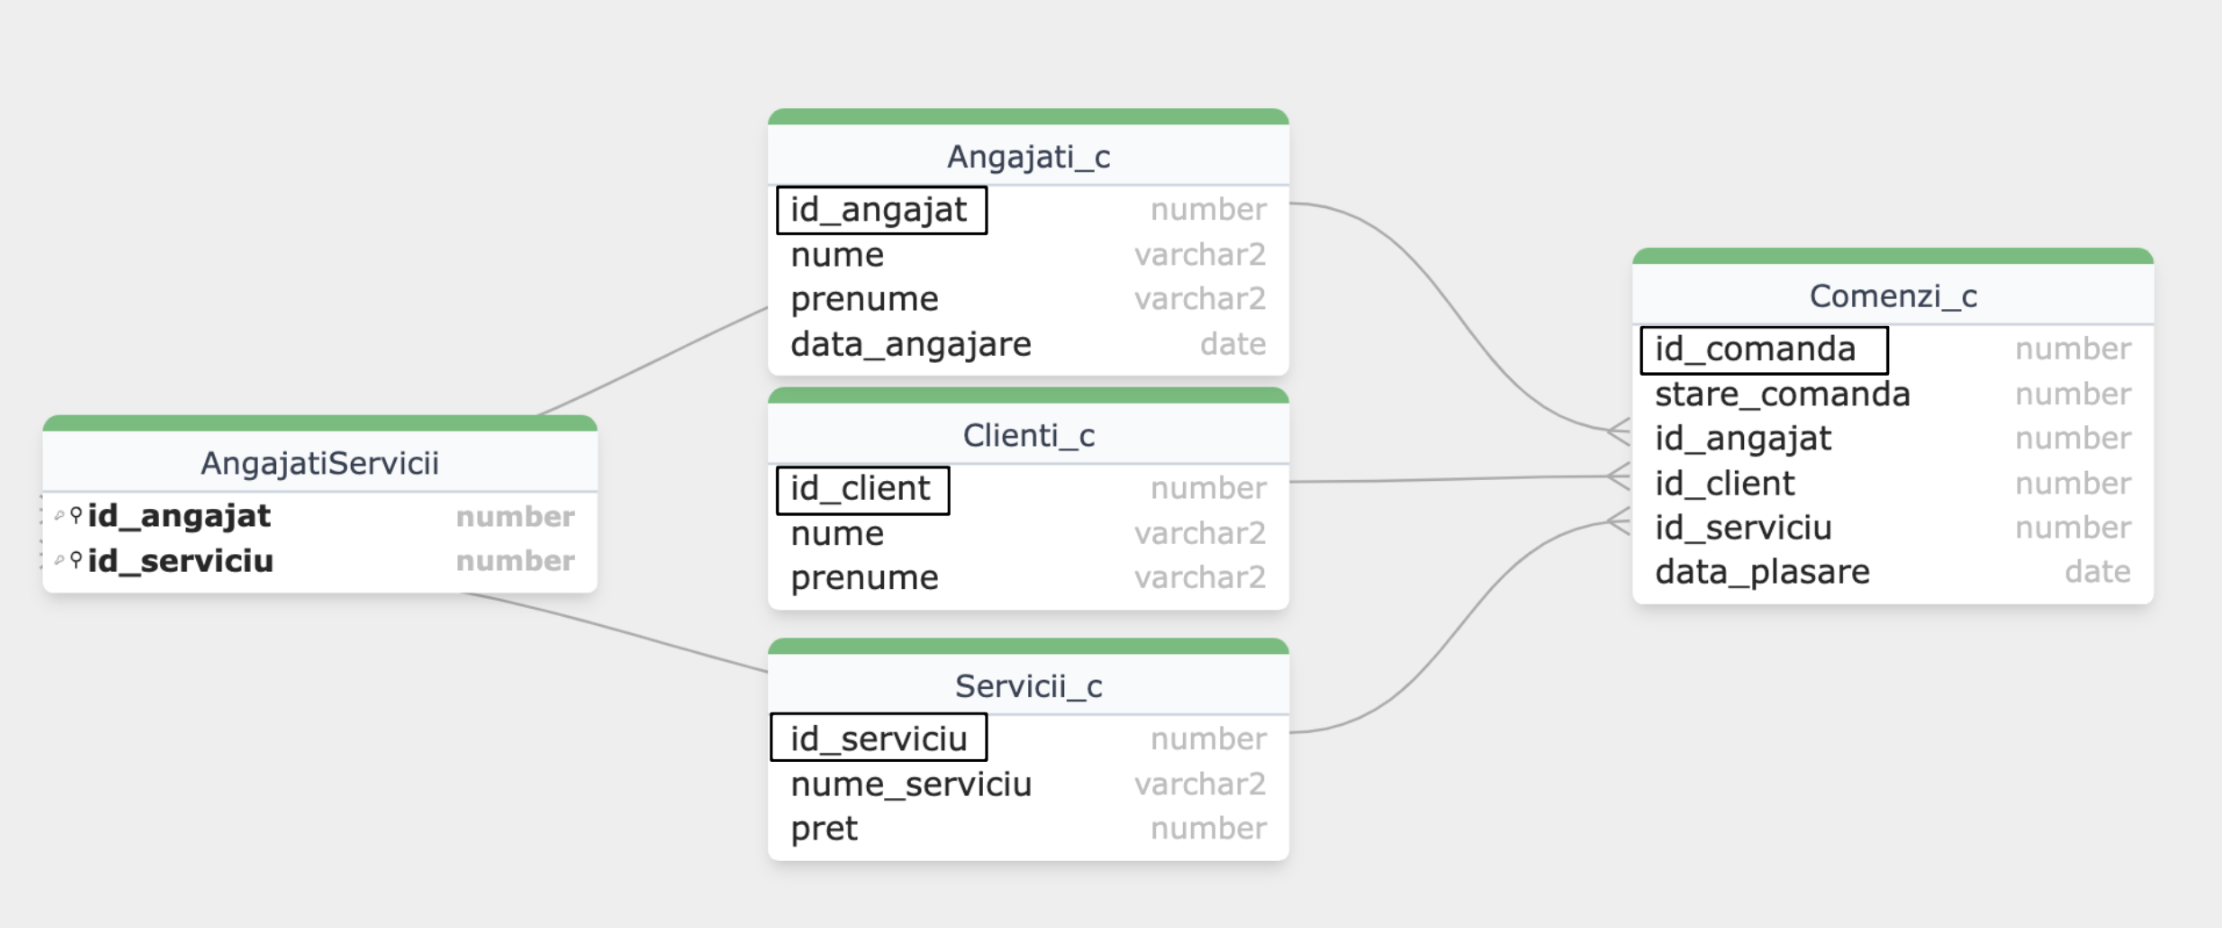 Angajati_c
id_angajat number
nume varchar2
prenume varchar2
data_angajare date
Comenzi_c
id_comanda number
stare_comanda number
id_angajat number
id_client number
id_serviciu number
data_plasare date
AngajatiServicii
id_angajat number
id_serviciu number
Clienti_c
id_client number
nume varchar2
prenume varchar2
Servicii_c
id_serviciu number
nume_serviciu varchar2
pret number